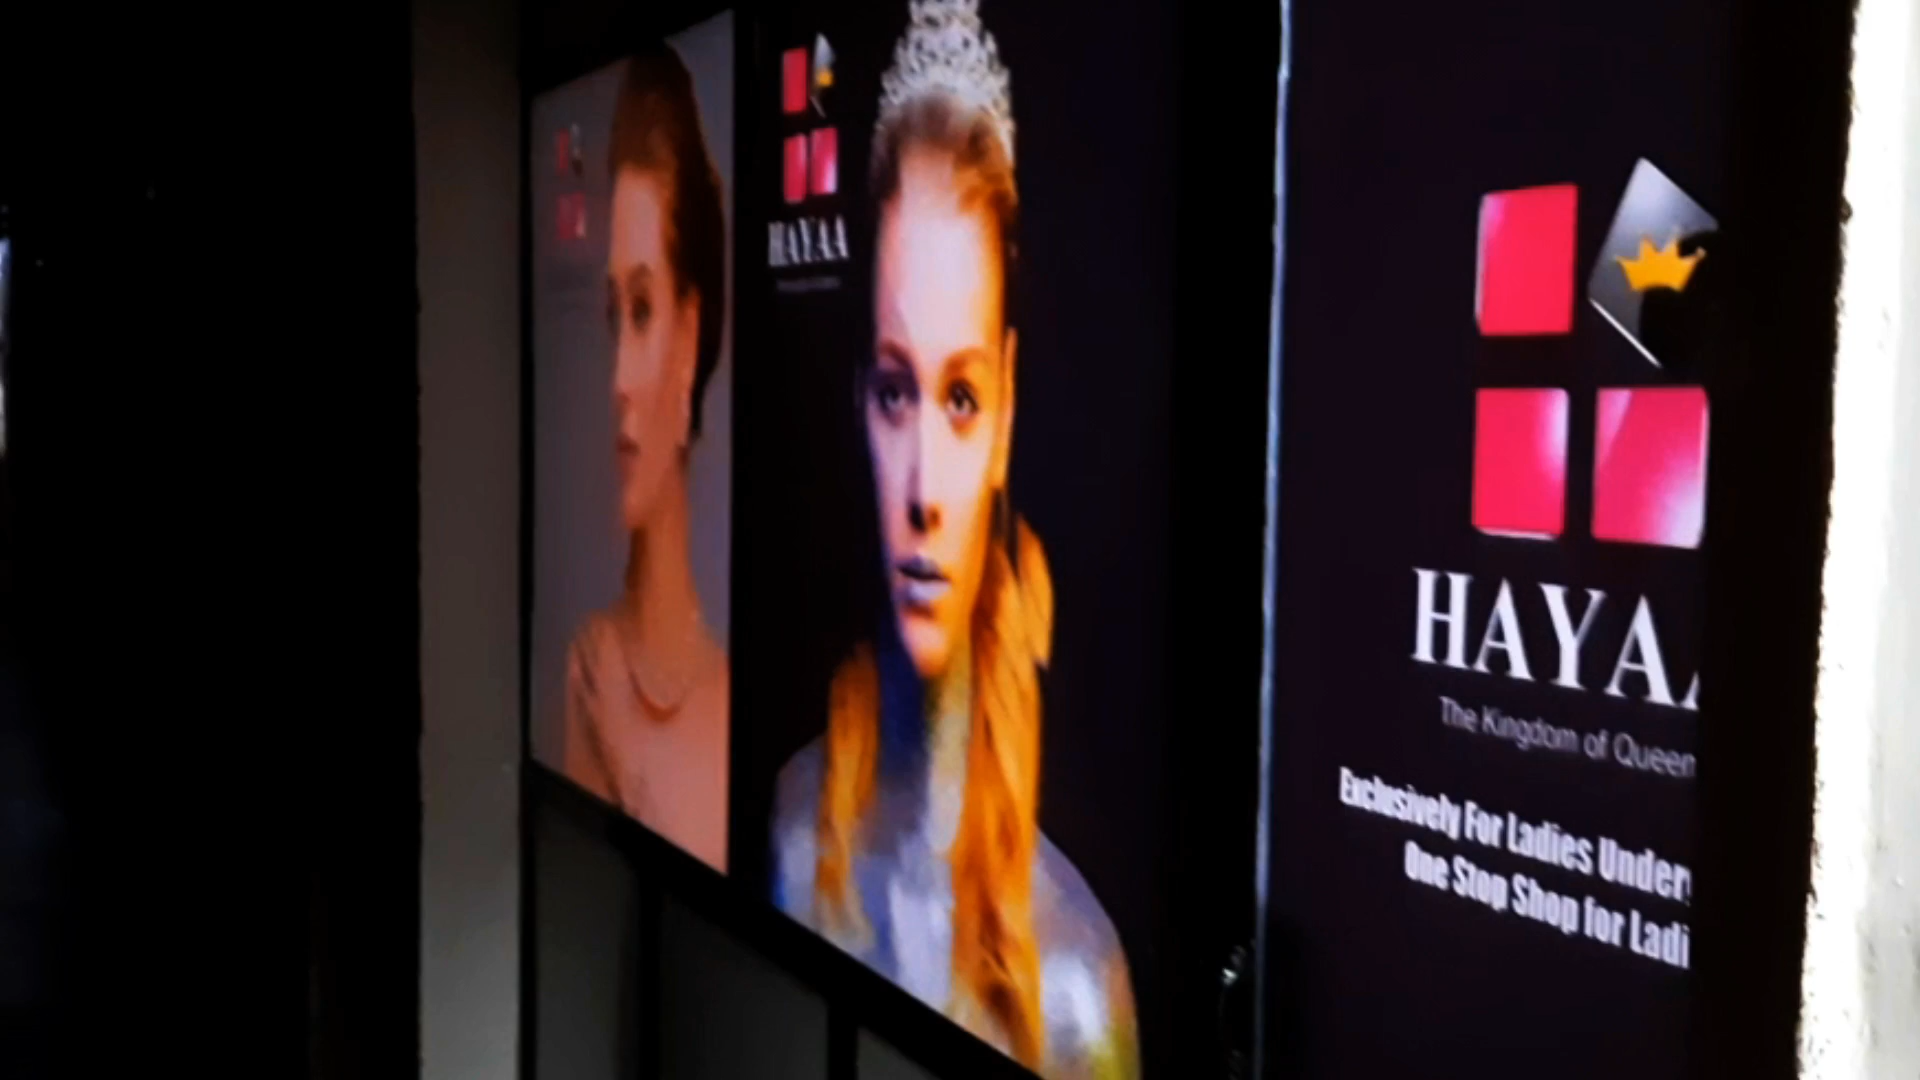 HAYAA
HAYAA
The Kingdom of Queen
Exclusively For Ladies Under
One Stop Shop for Ladi